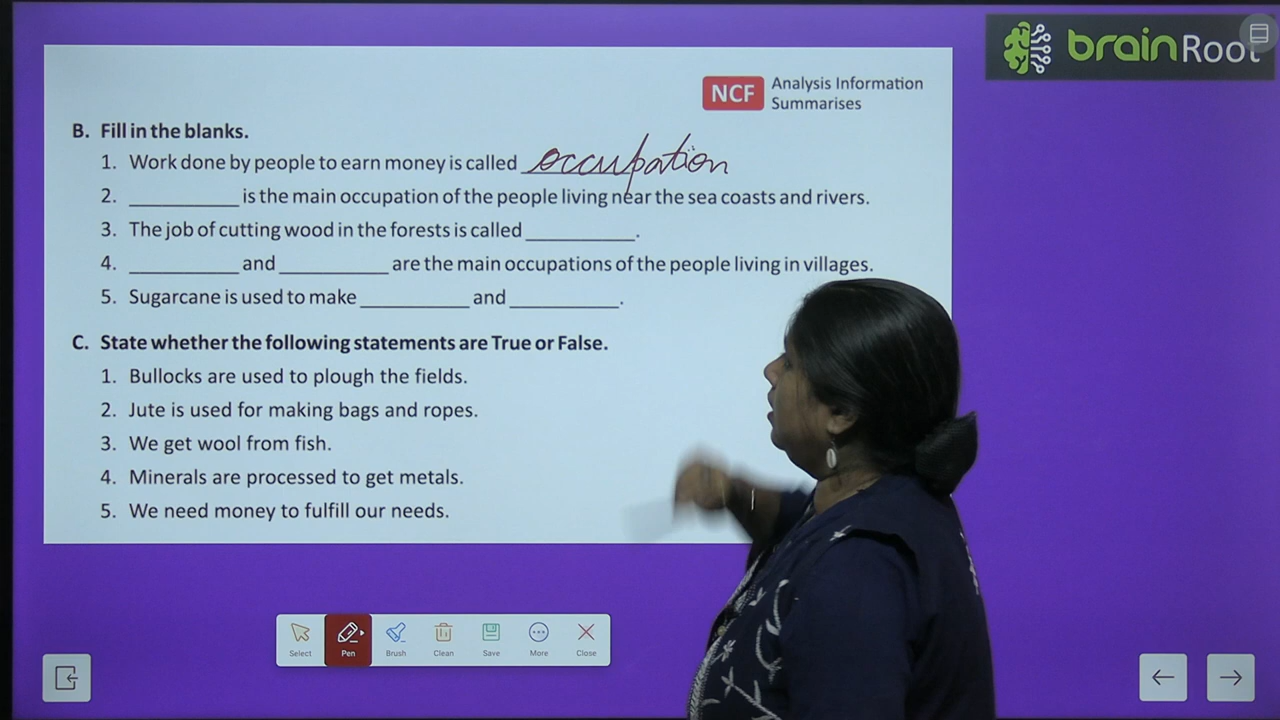 brainRoot
NCF Analysis Information
Summarises
B. Fill in the blanks.
1. Work done by people to earn money is called occupation
2. __________ is the main occupation of the people living near the sea coasts and rivers.
3. The job of cutting wood in the forests is called __________.
4. __________ and __________ are the main occupations of the people living in villages.
5. Sugarcane is used to make __________ and __________.
C. State whether the following statements are True or False.
1. Bullocks are used to plough the fields.
2. Jute is used for making bags and ropes.
3. We get wool from fish.
4. Minerals are processed to get metals.
5. We need money to fulfill our needs.
Select Pen Brush Clean Save More Close